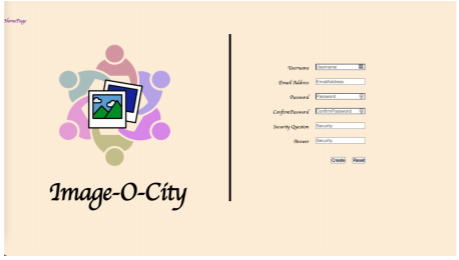 HomePage
Image-O-City
Username Username
Email Address EmailAddress
Password Password
ConfirmPassword ConfirmPassword
Security Question Security
Answer Security
Create Reset